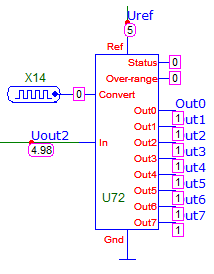 Uref
5
Ref
Status 0
Over-range 0
X14
0 Convert
Out0 Out0
1
Out1 ut1
1
Out2 ut2
1
Out3 ut3
1
Out4 ut4
1
Out5 ut5
1
Out6 ut6
1
Out7 ut7
1
Uout2
4.98
In
U72
Gnd